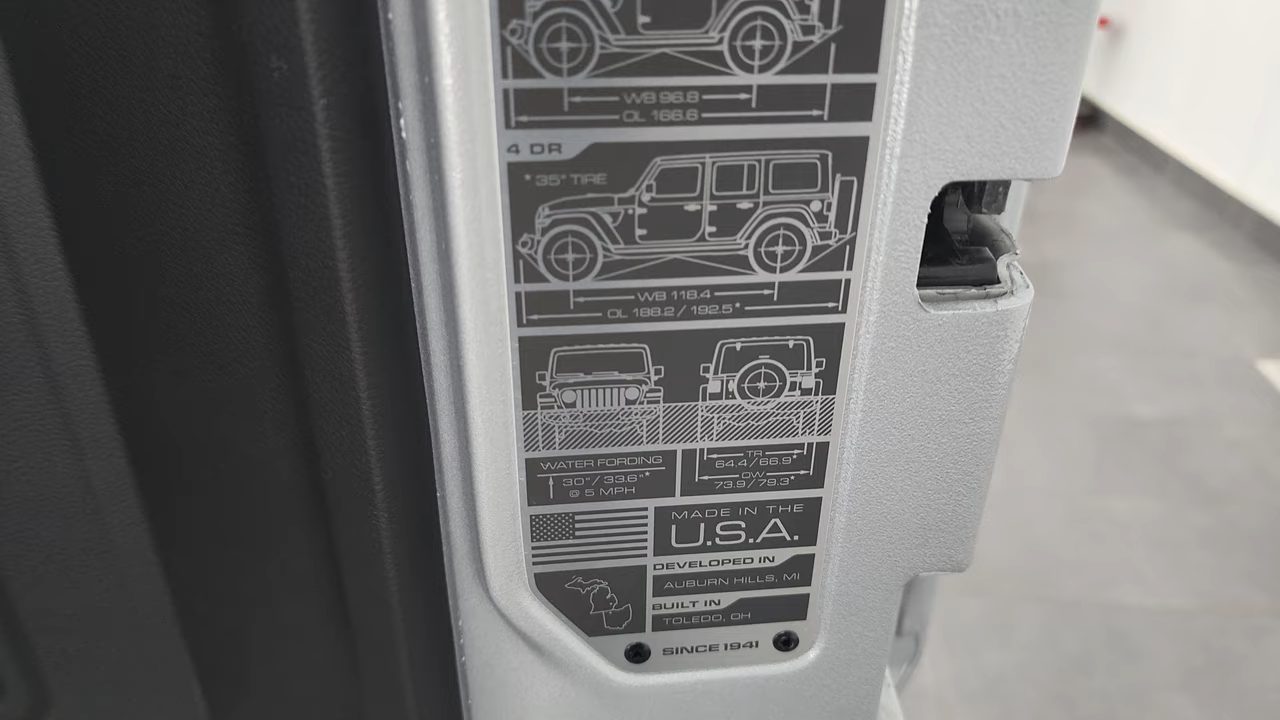 WB 96.8
OL 166.6
4 DR
*35" TIRE
WB 118.4
OL 188.2 / 192.5*
WATER FORDING
30"/33.6"*
@ 5 MPH
TR
64.4/66.9*
OW
73.9/79.3*
MADE IN THE
U.S.A.
DEVELOPED IN
AUBURN HILLS, MI
BUILT IN
TOLEDO, OH
SINCE 1941